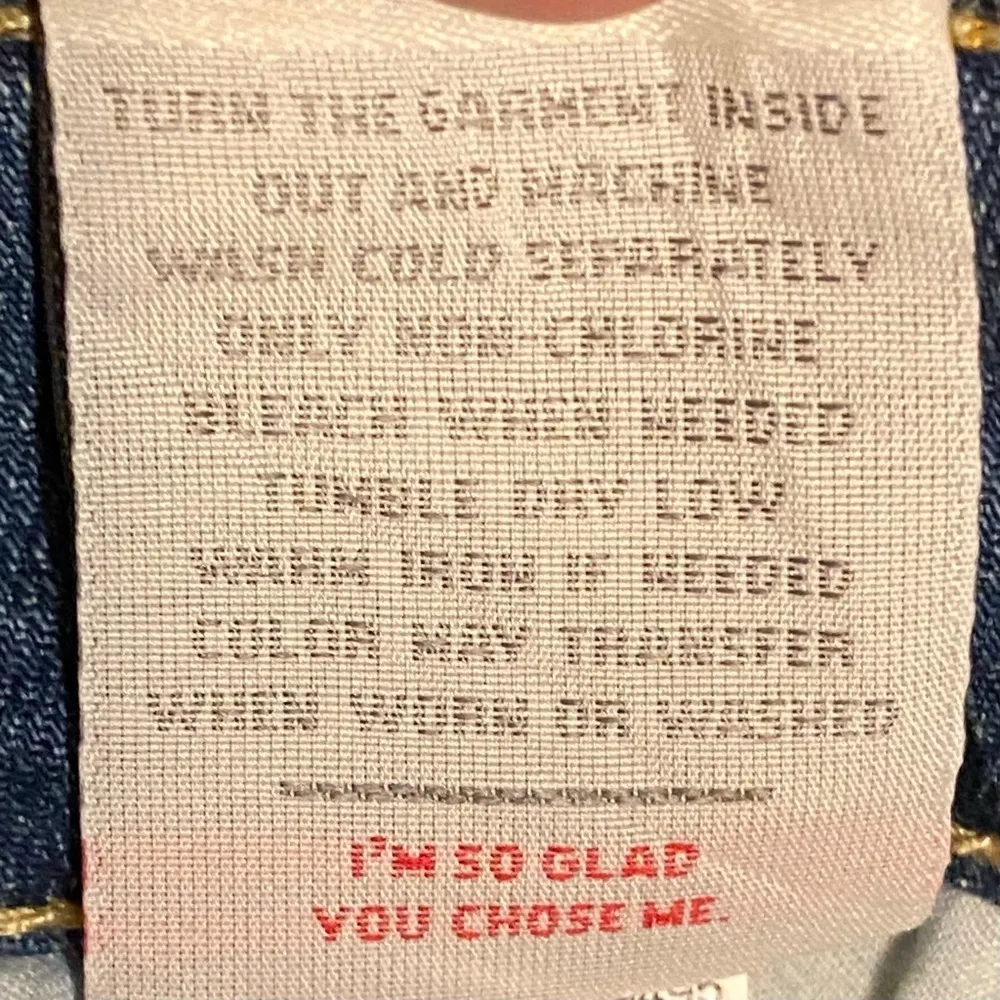 TURN THE GARMENT INSIDE
OUT AND MACHINE
WASH COLD SEPARATELY
ONLY NON-CHLORINE
BLEACH WHEN NEEDED
TUMBLE DRY LOW
WARM IRON IF NEEDED
COLOR MAY TRANSFER
WHEN WORN OR WASHED
I'M SO GLAD
YOU CHOSE ME.